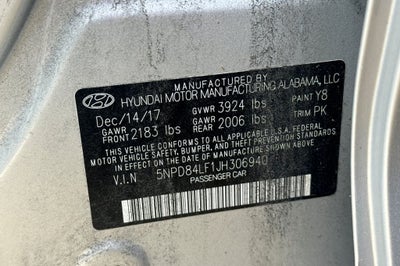 MANUFACTURED BY
HYUNDAI MOTOR MANUFACTURING ALABAMA, LLC
Dec/14/17 GVWR 3924 lbs PAINT Y8
GAWR FRONT 2183 lbs GAWR REAR 2006 lbs TRIM PK
THIS VEHICLE CONFORMS TO ALL APPLICABLE U.S.A FEDERAL
MOTOR VEHICLE SAFETY, BUMPER, AND THEFT PREVENTION STANDARDS
IN EFFECT ON THE DATE OF MANUFACTURE SHOWN ABOVE.
V.I.N 5NPD84LF1JH306940
PASSENGER CAR